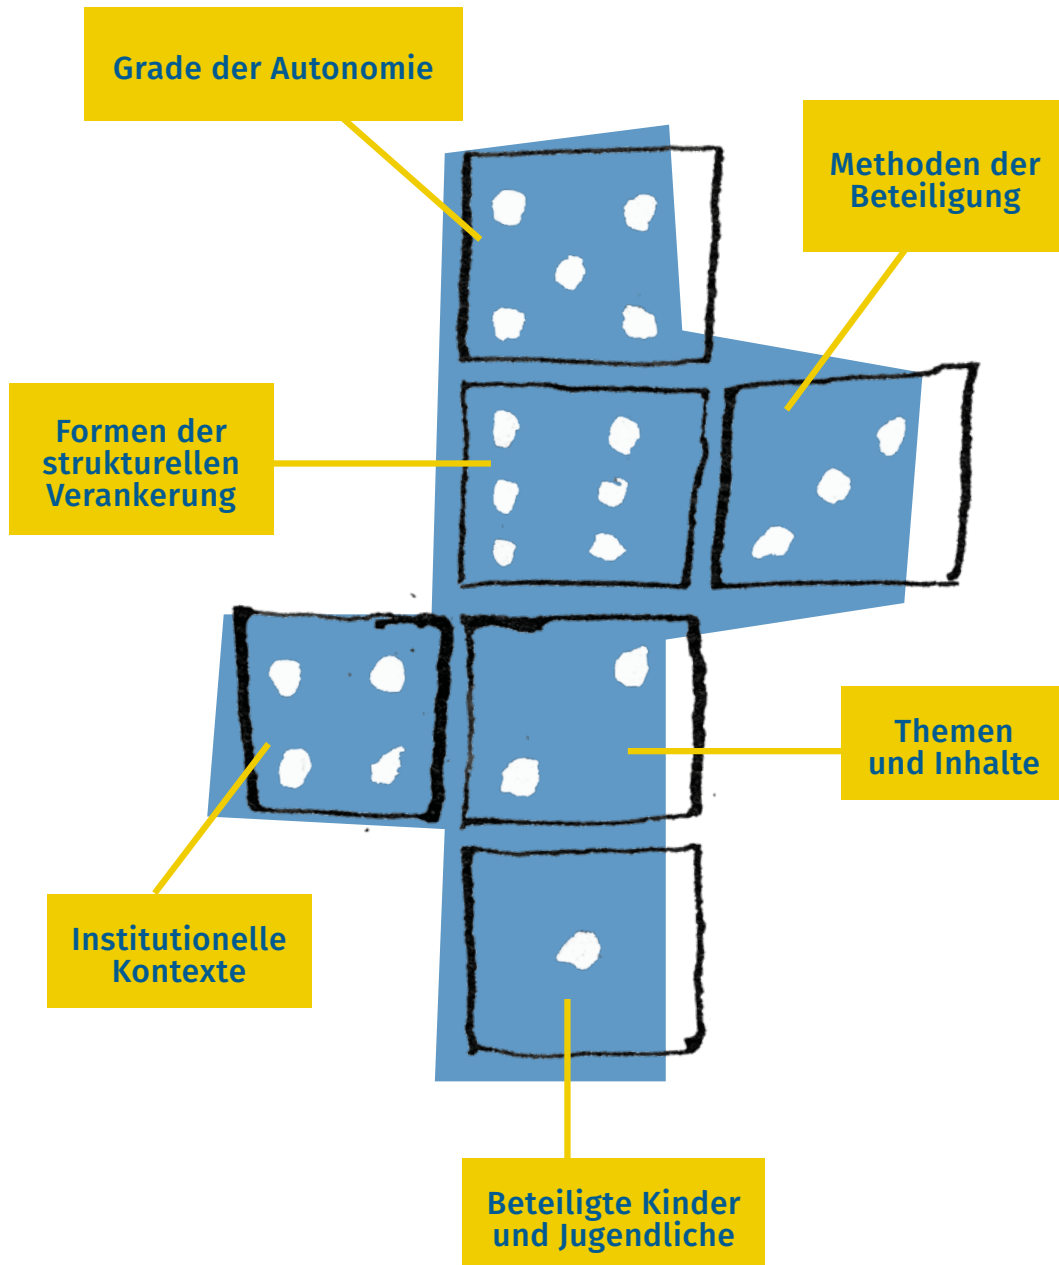 Grade der Autonomie
Methoden der
Beteiligung
Formen der
strukturellen
Verankerung
Themen
und Inhalte
Institutionelle
Kontexte
Beteiligte Kinder
und Jugendliche